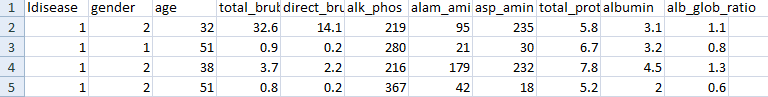 1 ldisease gender age total_brub direct_bru alk_phos alam_ami asp_amin total_prot albumin alb_glob_ratio
2 1 2 32 32.6 14.1 219 95 235 5.8 3.1 1.1
3 1 1 51 0.9 0.2 280 21 30 6.7 3.2 0.8
4 1 2 38 3.7 2.2 216 179 232 7.8 4.5 1.3
5 1 2 51 0.8 0.2 367 42 18 5.2 2 0.6